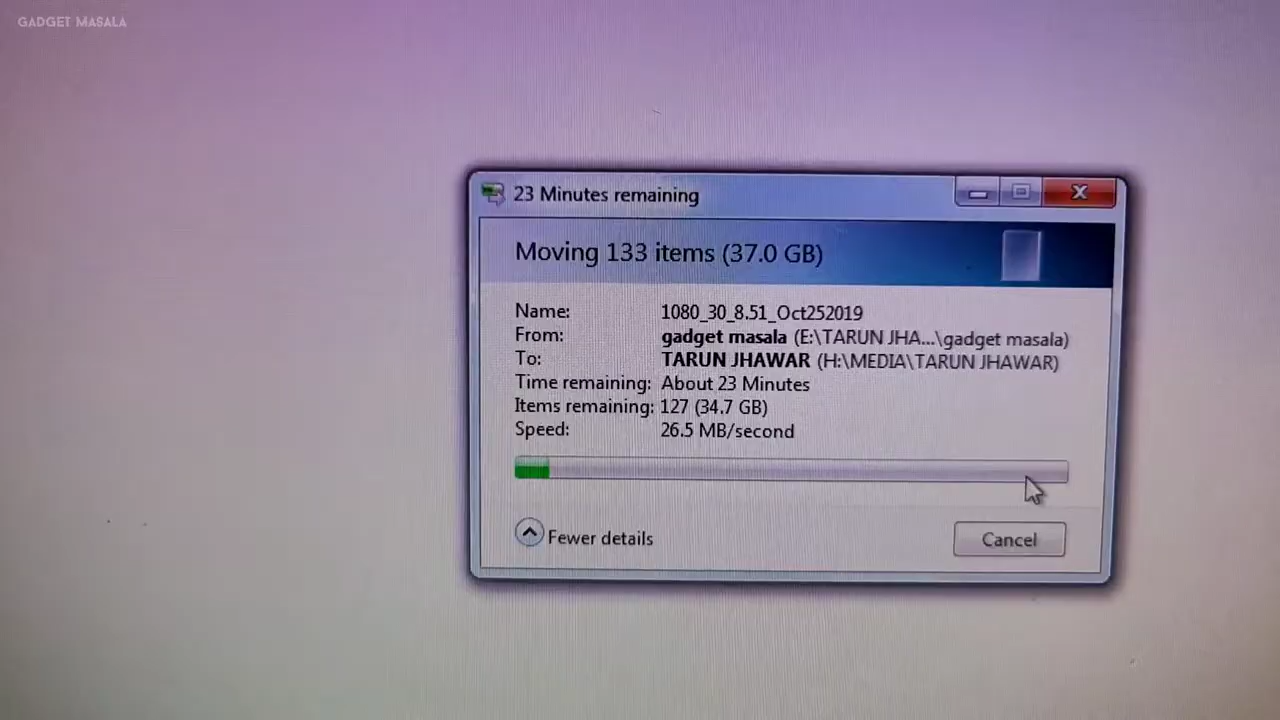 GADGET MASALA
23 Minutes remaining
Moving 133 items (37.0 GB)
Name: 1080_30_8.51_Oct252019
From: gadget masala (E:\TARUN JHA...\gadget masala)
To: TARUN JHAWAR (H:\MEDIA\TARUN JHAWAR)
Time remaining: About 23 Minutes
Items remaining: 127 (34.7 GB)
Speed: 26.5 MB/second
Fewer details
Cancel